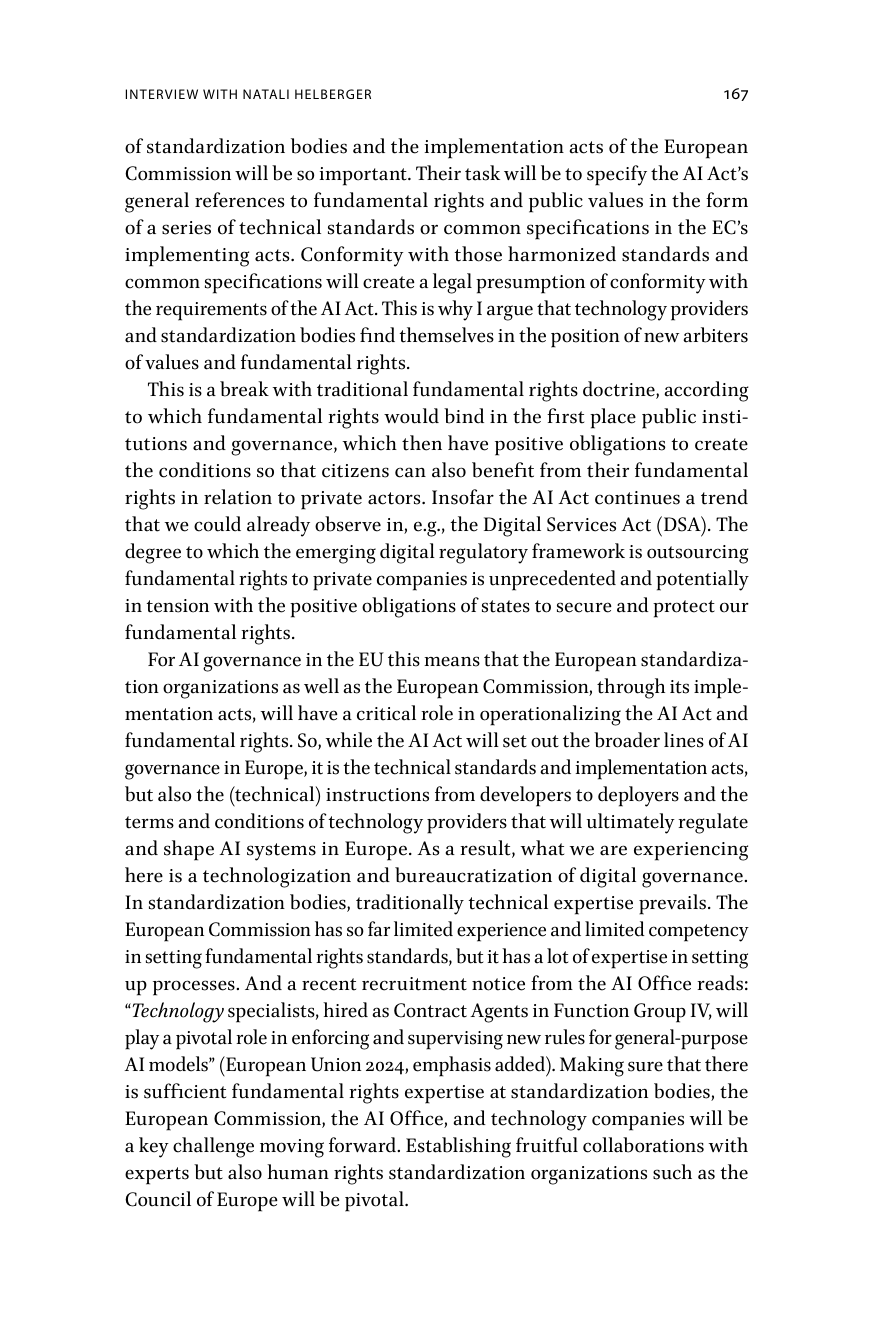 INTERVIEW WITH NATALI HELBERGER 167
of standardization bodies and the implementation acts of the European
Commission will be so important. Their task will be to specify the AI Act’s
general references to fundamental rights and public values in the form
of a series of technical standards or common specifications in the EC’s
implementing acts. Conformity with those harmonized standards and
common specifications will create a legal presumption of conformity with
the requirements of the AI Act. This is why I argue that technology providers
and standardization bodies find themselves in the position of new arbiters
of values and fundamental rights.
This is a break with traditional fundamental rights doctrine, according
to which fundamental rights would bind in the first place public insti-
tutions and governance, which then have positive obligations to create
the conditions so that citizens can also benefit from their fundamental
rights in relation to private actors. Insofar the AI Act continues a trend
that we could already observe in, e.g., the Digital Services Act (DSA). The
degree to which the emerging digital regulatory framework is outsourcing
fundamental rights to private companies is unprecedented and potentially
in tension with the positive obligations of states to secure and protect our
fundamental rights.
For AI governance in the EU this means that the European standardiza-
tion organizations as well as the European Commission, through its imple-
mentation acts, will have a critical role in operationalizing the AI Act and
fundamental rights. So, while the AI Act will set out the broader lines of AI
governance in Europe, it is the technical standards and implementation acts,
but also the (technical) instructions from developers to deployers and the
terms and conditions of technology providers that will ultimately regulate
and shape AI systems in Europe. As a result, what we are experiencing
here is a technologization and bureaucratization of digital governance.
In standardization bodies, traditionally technical expertise prevails. The
European Commission has so far limited experience and limited competency
in setting fundamental rights standards, but it has a lot of expertise in setting
up processes. And a recent recruitment notice from the AI Office reads:
“Technology specialists, hired as Contract Agents in Function Group IV, will
play a pivotal role in enforcing and supervising new rules for general-purpose
AI models” (European Union 2024, emphasis added). Making sure that there
is sufficient fundamental rights expertise at standardization bodies, the
European Commission, the AI Office, and technology companies will be
a key challenge moving forward. Establishing fruitful collaborations with
experts but also human rights standardization organizations such as the
Council of Europe will be pivotal.